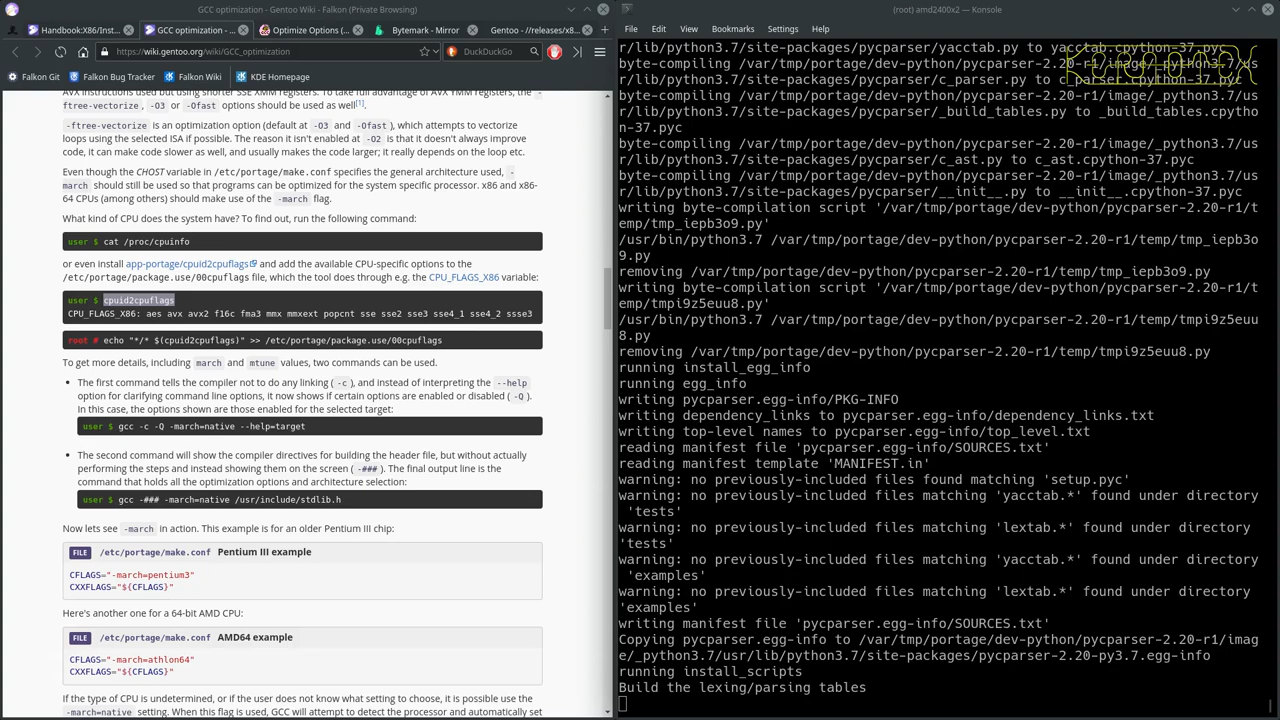 GCC optimization - Gentoo Wiki - Falkon (Private Browsing)
Handbook:X86/Inst...
GCC optimization - ...
Optimize Options (...
Bytemark - Mirror
Gentoo - /releases/x8...
https://wiki.gentoo.org/wiki/GCC_optimization
DuckDuckGo
Falkon Git
Falkon Bug Tracker
Falkon Wiki
KDE Homepage
AVX instructions used but using shorter SSE XMM registers. To take full advantage of AVX YMM registers, the -
ftree-vectorize, -O3 or -Ofast options should be used as well[1].
-ftree-vectorize is an optimization option (default at -O3 and -Ofast), which attempts to vectorize
loops using the selected ISA if possible. The reason it isn't enabled at -O2 is that it doesn't always improve
code, it can make code slower as well, and usually makes the code larger; it really depends on the loop etc.
Even though the CHOST variable in /etc/portage/make.conf specifies the general architecture used, -
march should still be used so that programs can be optimized for the system specific processor. x86 and x86-
64 CPUs (among others) should make use of the -march flag.
What kind of CPU does the system have? To find out, run the following command:
user $ cat /proc/cpuinfo
or even install app-portage/cpuid2cpuflags and add the available CPU-specific options to the
/etc/portage/package.use/00cpuflags file, which the tool does through e.g. the CPU_FLAGS_X86 variable:
user $ cpuid2cpuflags
CPU_FLAGS_X86: aes avx avx2 f16c fma3 mmx mmxext popcnt sse sse2 sse3 sse4_1 sse4_2 ssse3
root # echo "*/* $(cpuid2cpuflags)" >> /etc/portage/package.use/00cpuflags
To get more details, including march and mtune values, two commands can be used.
The first command tells the compiler not to do any linking (-c), and instead of interpreting the --help
option for clarifying command line options, it now shows if certain options are enabled or disabled (-Q).
In this case, the options shown are those enabled for the selected target:
user $ gcc -c -Q -march=native --help=target
The second command will show the compiler directives for building the header file, but without actually
performing the steps and instead showing them on the screen (-###). The final output line is the
command that holds all the optimization options and architecture selection:
user $ gcc -### -march=native /usr/include/stdlib.h
Now lets see -march in action. This example is for an older Pentium III chip:
FILE /etc/portage/make.conf Pentium III example
CFLAGS="-march=pentium3"
CXXFLAGS="${CFLAGS}"
Here's another one for a 64-bit AMD CPU:
FILE /etc/portage/make.conf AMD64 example
CFLAGS="-march=athlon64"
CXXFLAGS="${CFLAGS}"
If the type of CPU is undetermined, or if the user does not know what setting to choose, it is possible use the
-march=native setting. When this flag is used, GCC will attempt to detect the processor and automatically set
(root) amd2400x2 — Konsole
File Edit View Bookmarks Settings Help
r/lib/python3.7/site-packages/pycparser/yacctab.py to yacctab.cpython-37.pyc
byte-compiling /var/tmp/portage/dev-python/pycparser-2.20-r1/image/_python3.7/us
r/lib/python3.7/site-packages/pycparser/c_parser.py to c_parser.cpython-37.pyc
byte-compiling /var/tmp/portage/dev-python/pycparser-2.20-r1/image/_python3.7/us
r/lib/python3.7/site-packages/pycparser/_build_tables.py to _build_tables.cpytho
n-37.pyc
byte-compiling /var/tmp/portage/dev-python/pycparser-2.20-r1/image/_python3.7/us
r/lib/python3.7/site-packages/pycparser/c_ast.py to c_ast.cpython-37.pyc
byte-compiling /var/tmp/portage/dev-python/pycparser-2.20-r1/image/_python3.7/us
r/lib/python3.7/site-packages/pycparser/__init__.py to __init__.cpython-37.pyc
writing byte-compilation script '/var/tmp/portage/dev-python/pycparser-2.20-r1/t
emp/tmp_iepb3o9.py'
/usr/bin/python3.7 /var/tmp/portage/dev-python/pycparser-2.20-r1/temp/tmp_iepb3o
9.py
removing /var/tmp/portage/dev-python/pycparser-2.20-r1/temp/tmp_iepb3o9.py
writing byte-compilation script '/var/tmp/portage/dev-python/pycparser-2.20-r1/t
emp/tmpi9z5euu8.py'
/usr/bin/python3.7 /var/tmp/portage/dev-python/pycparser-2.20-r1/temp/tmpi9z5euu
8.py
removing /var/tmp/portage/dev-python/pycparser-2.20-r1/temp/tmpi9z5euu8.py
running install_egg_info
running egg_info
writing pycparser.egg-info/PKG-INFO
writing dependency_links to pycparser.egg-info/dependency_links.txt
writing top-level names to pycparser.egg-info/top_level.txt
reading manifest file 'pycparser.egg-info/SOURCES.txt'
reading manifest template 'MANIFEST.in'
warning: no previously-included files found matching 'setup.pyc'
warning: no previously-included files matching 'yacctab.*' found under directory
'tests'
warning: no previously-included files matching 'lextab.*' found under directory
'tests'
warning: no previously-included files matching 'yacctab.*' found under directory
'examples'
warning: no previously-included files matching 'lextab.*' found under directory
'examples'
writing manifest file 'pycparser.egg-info/SOURCES.txt'
Copying pycparser.egg-info to /var/tmp/portage/dev-python/pycparser-2.20-r1/imag
e/_python3.7/usr/lib/python3.7/site-packages/pycparser-2.20-py3.7.egg-info
running install_scripts
Build the lexing/parsing tables